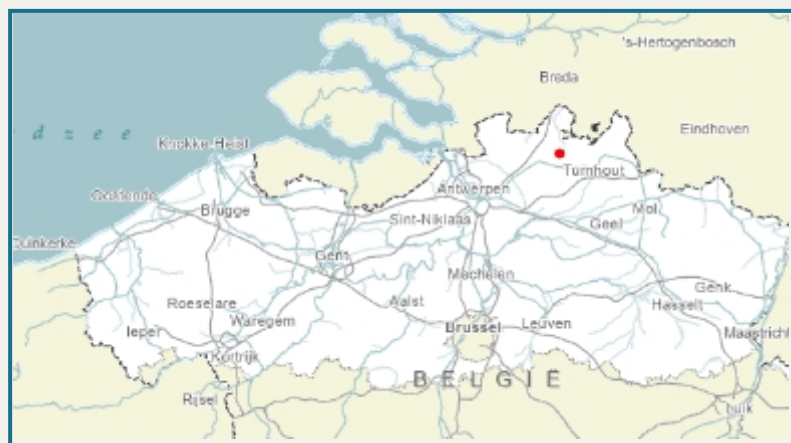 's-Hertogenbosch
Breda
dzee
Eindhoven
Knokke-Heist
Turnhout
Antwerpen
Oostende
Mol
Brugge
Sint-Niklaas
Geel
Duinkerke
Gent
Mechelen
Genk
Roeselare
Aalst
Hasselt
Waregem
Brussel
Leuven
Ieper
Maastricht
Kortrijk
BELGIË
Rijsel
Luik